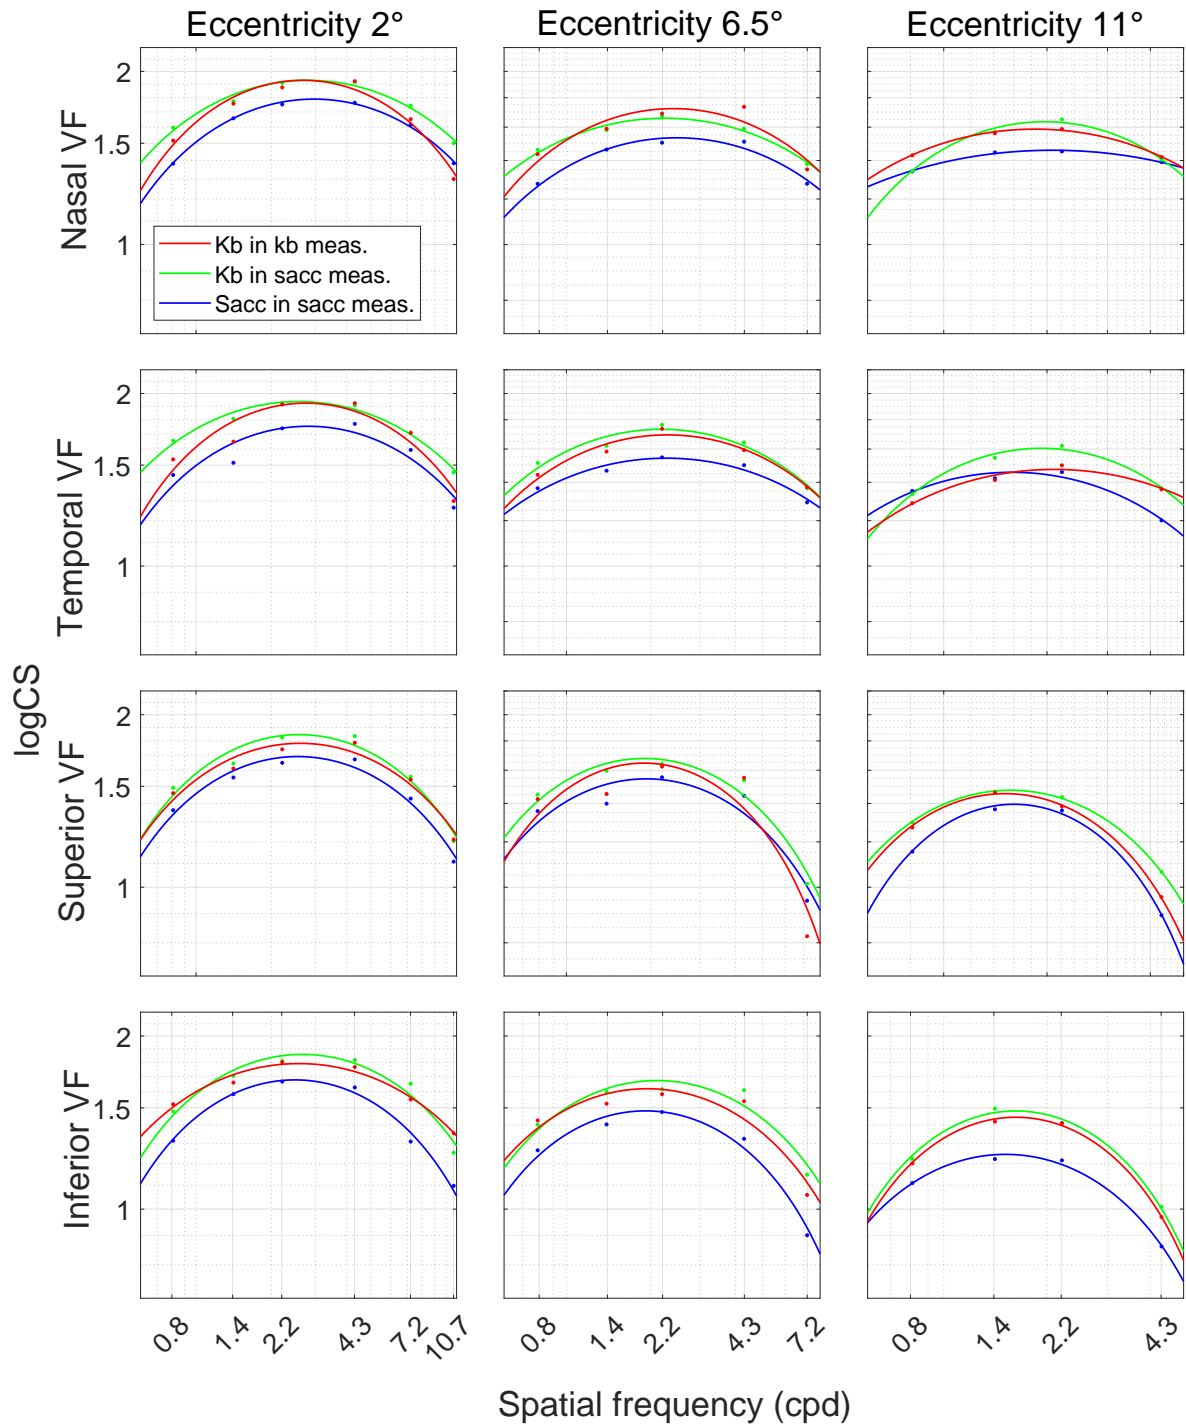 Eccentricity 2°
Eccentricity 6.5°
Eccentricity 11°
Nasal VF
2
1.5
1
Kb in kb meas.
Kb in sacc meas.
Sacc in sacc meas.
Temporal VF
2
1.5
1
logCS
Superior VF
2
1.5
1
Inferior VF
2
1.5
1
0.8 1.4 2.2 4.3 7.2 10.7
0.8 1.4 2.2 4.3 7.2
0.8 1.4 2.2 4.3
Spatial frequency (cpd)